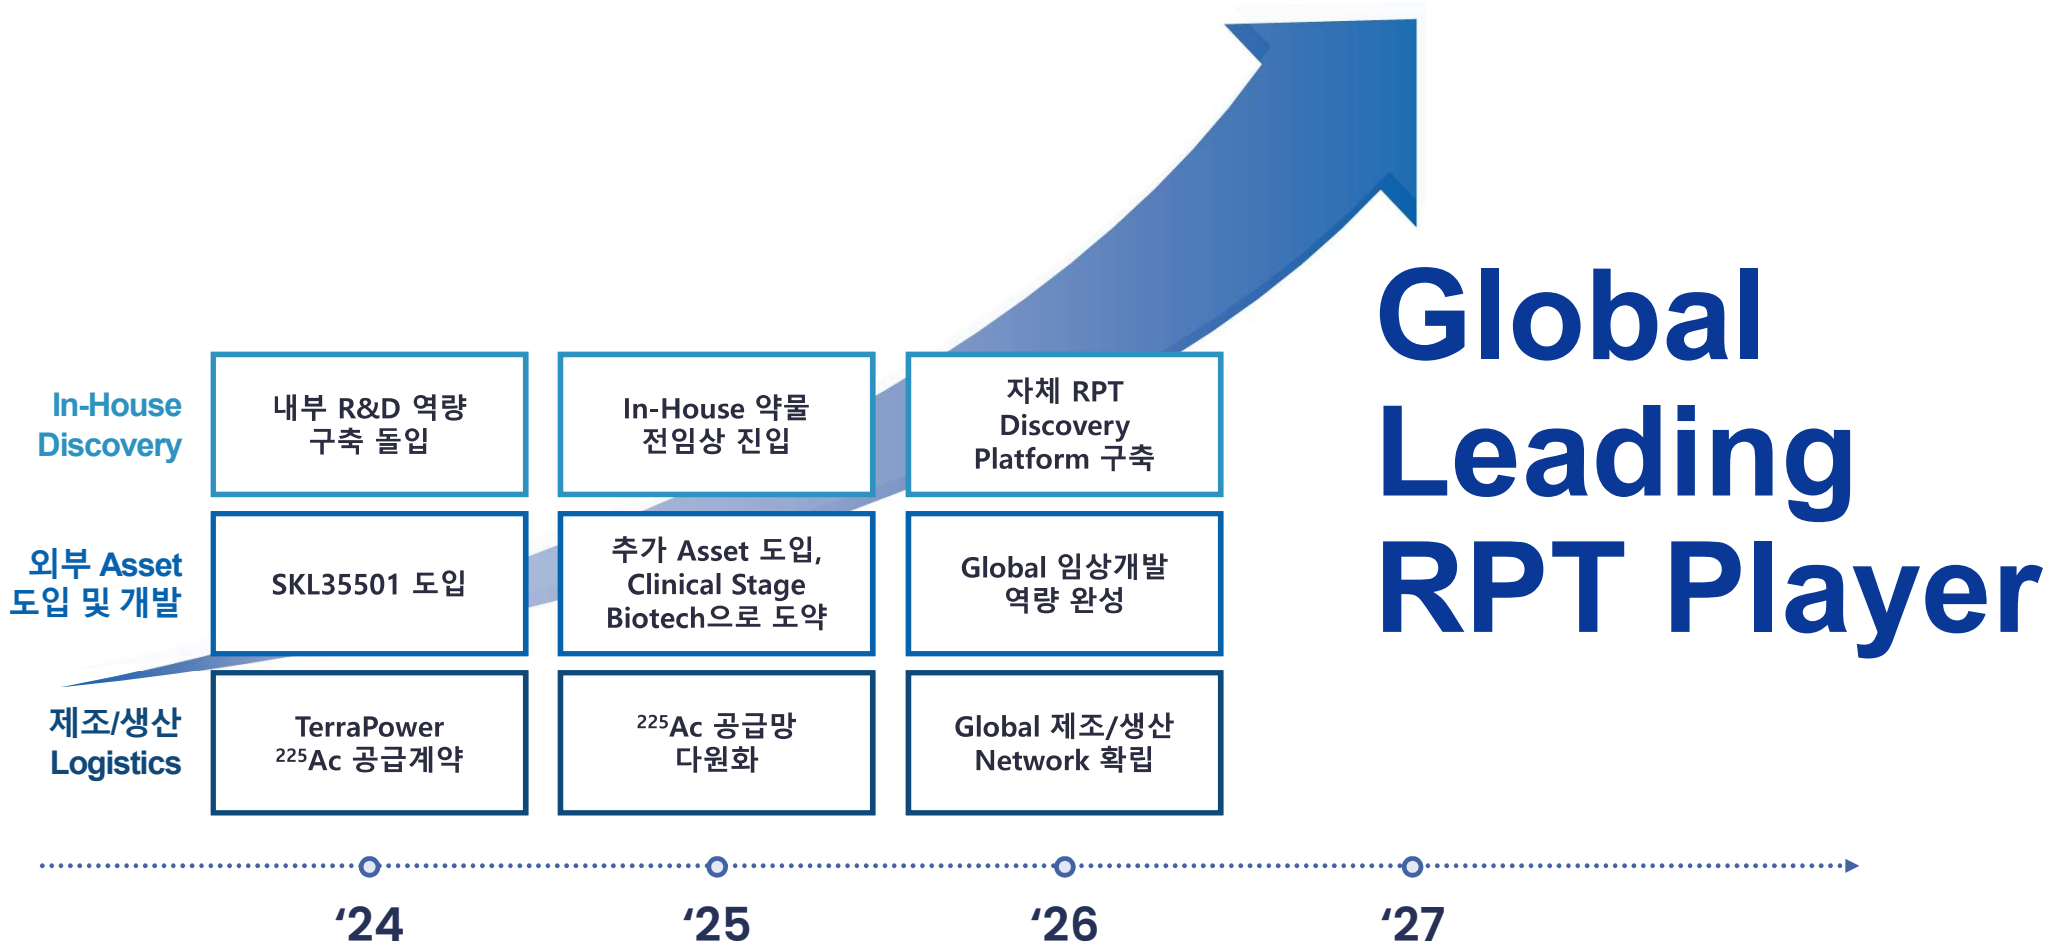 In-House
Discovery
내부 R&D 역량
구축 돌입
In-House 약물
전임상 진입
자체 RPT
Discovery
Platform 구축
외부 Asset
도입 및 개발
SKL35501 도입
추가 Asset 도입,
Clinical Stage
Biotech으로 도약
Global 임상개발
역량 완성
제조/생산
Logistics
TerraPower
²²⁵Ac 공급계약
²²⁵Ac 공급망
다원화
Global 제조/생산
Network 확립
Global
Leading
RPT Player
‘24
‘25
‘26
‘27